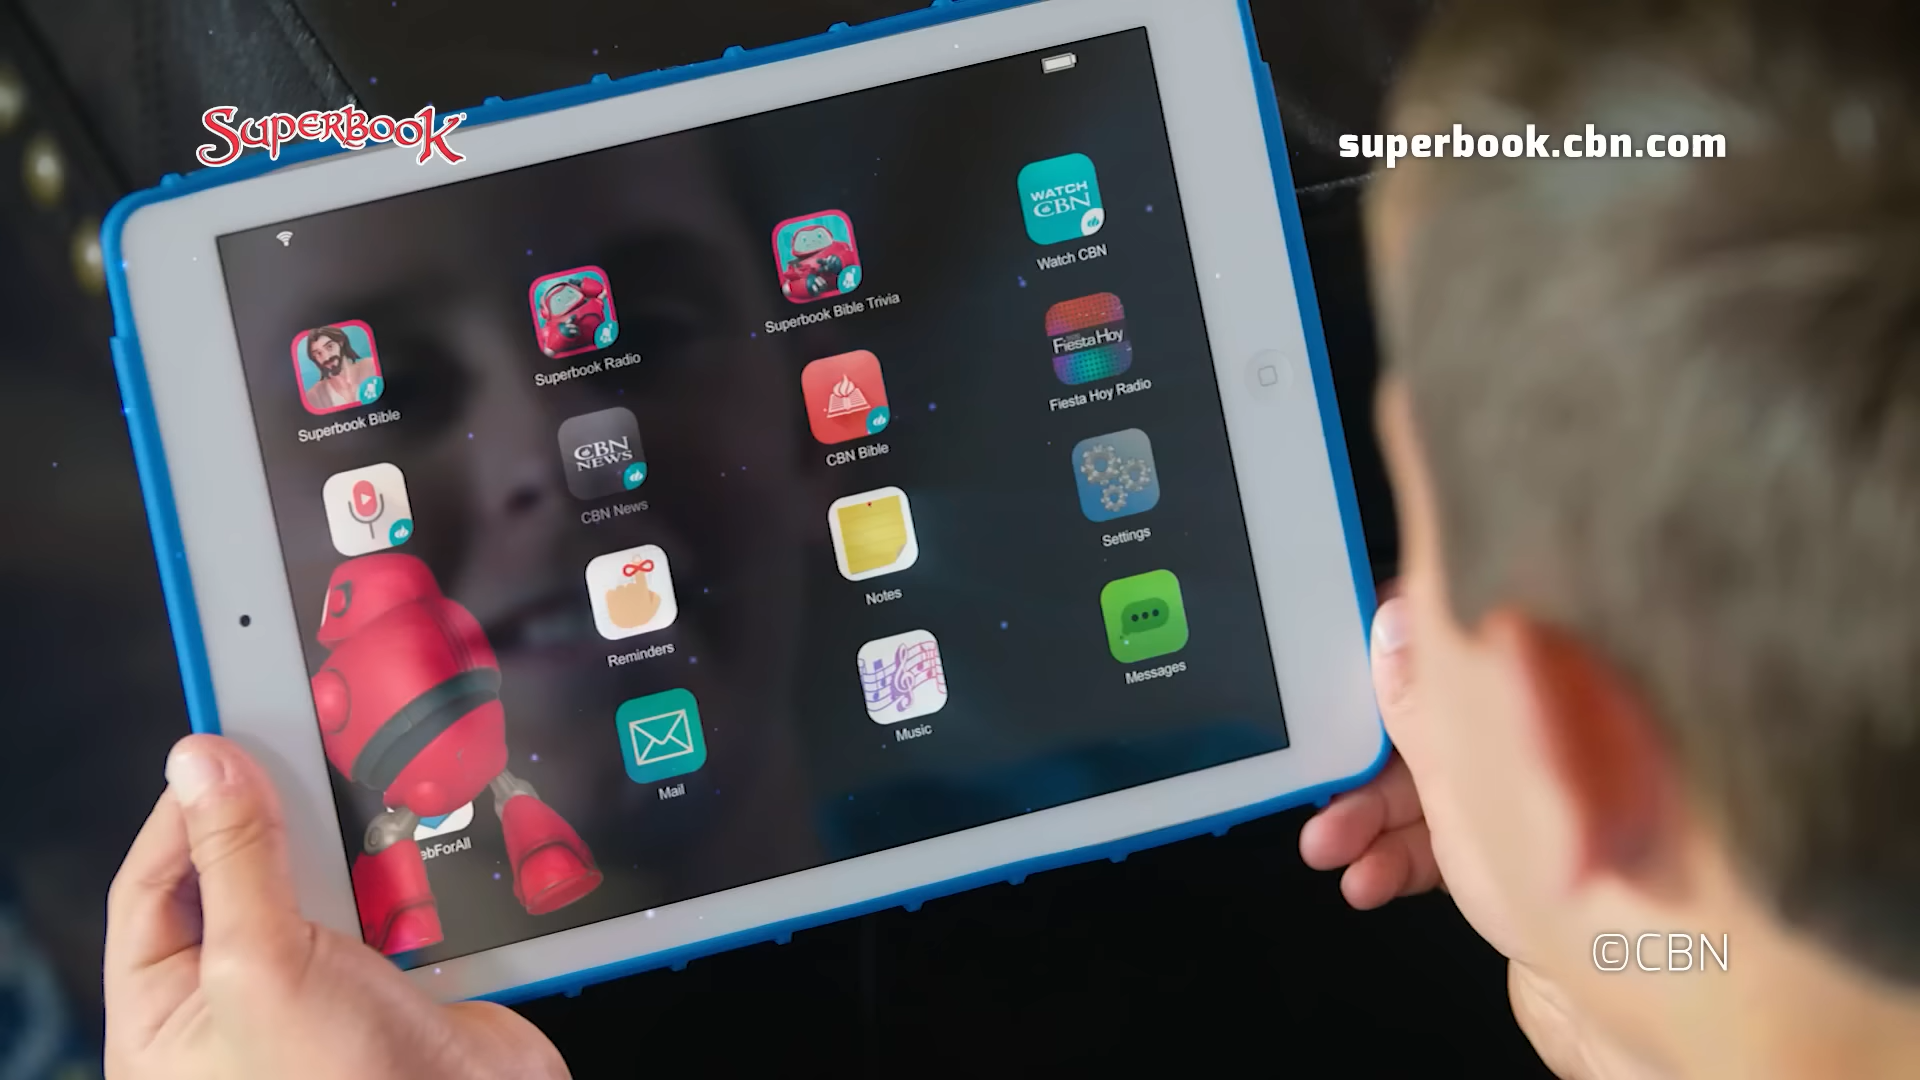 SUPERBOOK
superbook.cbn.com
WATCH
CBN
Watch CBN
Superbook Bible Trivia
Superbook Radio
Superbook Bible
Fiesta Hoy
Fiesta Hoy Radio
CBN Bible
CBN
NEWS
CBN News
Settings
Notes
Reminders
Messages
Music
Mail
ebForAll
©CBN